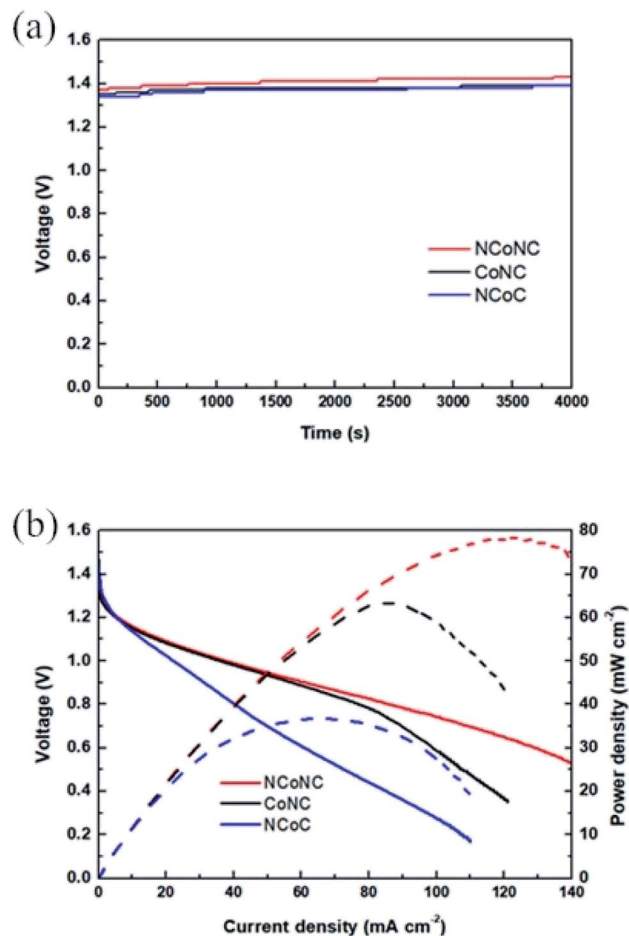 (a)
1.6
1.4
1.2
1.0
0.8
0.6
0.4
0.2
0.0
Voltage (V)
NCoNC
CoNC
NCoC
0 500 1000 1500 2000 2500 3000 3500 4000
Time (s)
(b)
1.6
1.4
1.2
1.0
0.8
0.6
0.4
0.2
0.0
Voltage (V)
80
70
60
50
40
30
20
10
0
Power density (mW cm⁻²)
NCoNC
CoNC
NCoC
0 20 40 60 80 100 120 140
Current density (mA cm⁻²)